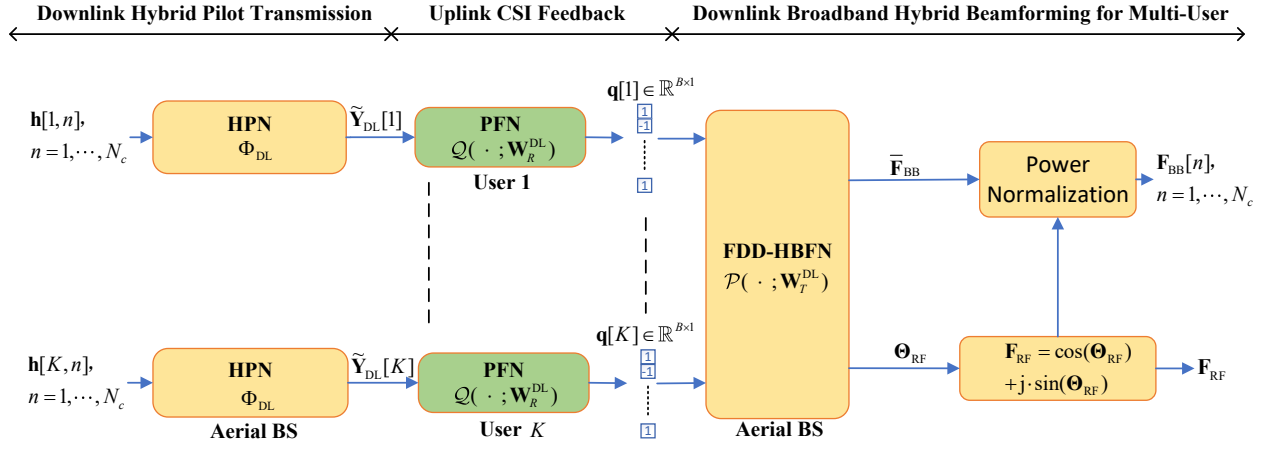 Downlink Hybrid Pilot Transmission
Uplink CSI Feedback
Downlink Broadband Hybrid Beamforming for Multi-User
h[1, n],
n = 1, ⋯, N_c
HPN
Φ_DL
Ỹ_DL[1]
PFN
𝒬( · ; W_R^DL)
User 1
q[1] ∈ ℝ^{B×1}
1
-1
1
h[K, n],
n = 1, ⋯, N_c
HPN
Φ_DL
Aerial BS
Ỹ_DL[K]
PFN
𝒬( · ; W_R^DL)
User K
q[K] ∈ ℝ^{B×1}
1
-1
1
FDD-HBFN
𝒫( · ; W_T^DL)
Aerial BS
F̅_BB
Power
Normalization
F_BB[n],
n = 1, ⋯, N_c
Θ_RF
F_RF = cos(Θ_RF)
+j·sin(Θ_RF)
F_RF